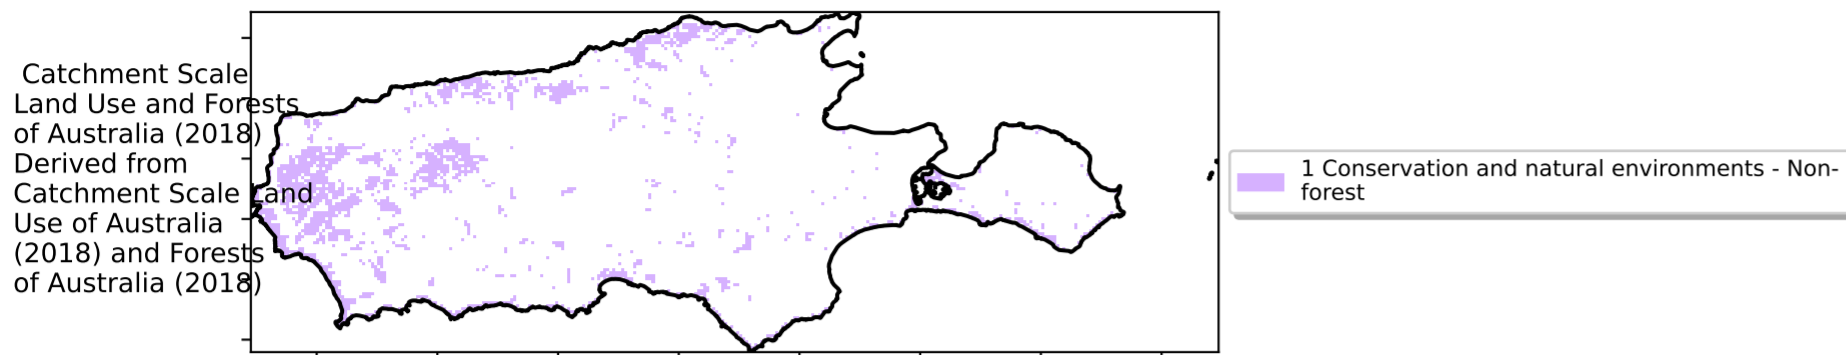 Catchment Scale
Land Use and Forests
of Australia (2018)
Derived from
Catchment Scale Land
Use of Australia
(2018) and Forests
of Australia (2018)
1 Conservation and natural environments - Non-
forest